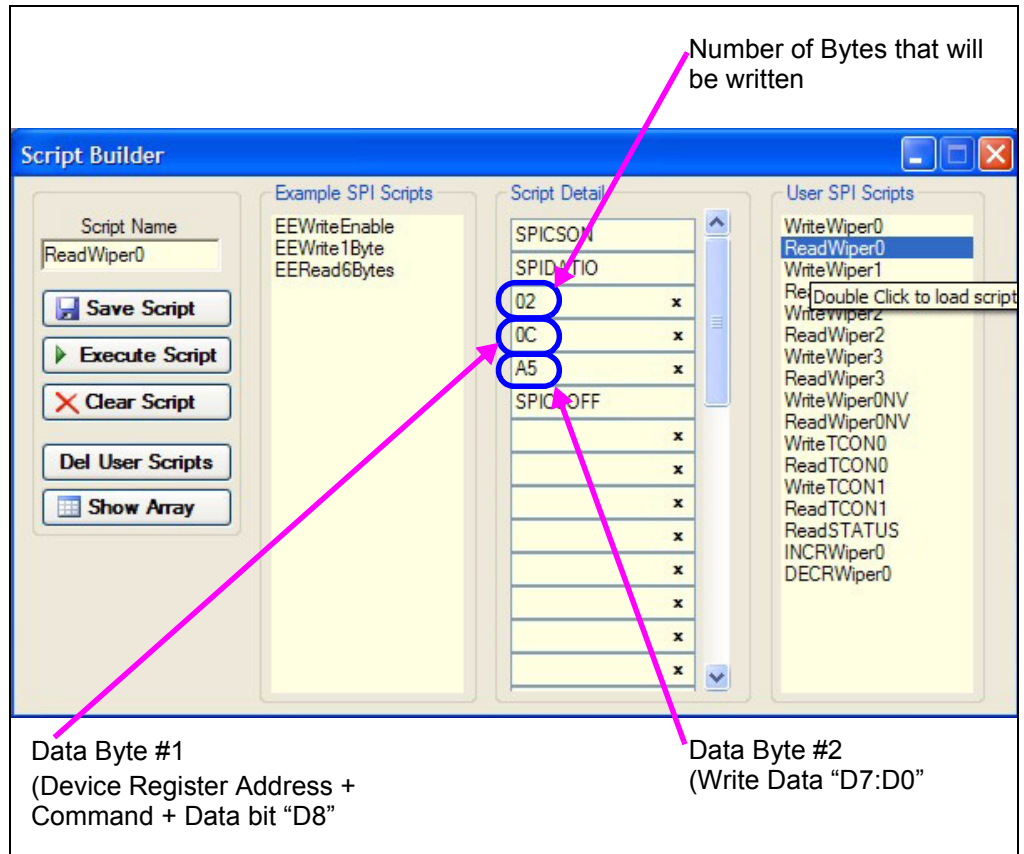 Number of Bytes that will
be written
Script Builder
Script Name
ReadWiper0
Save Script
Execute Script
Clear Script
Del User Scripts
Show Array
Example SPI Scripts
EEWriteEnable
EEWrite1Byte
EERead6Bytes
Script Detail
SPICSON
SPIDATIO
02 x
0C x
A5 x
SPICSOFF
x
x
x
x
x
x
x
x
User SPI Scripts
WriteWiper0
ReadWiper0
WriteWiper1
Re
Double Click to load script
WriteWiper2
ReadWiper2
WriteWiper3
ReadWiper3
WriteWiper0NV
ReadWiper0NV
WriteTCON0
ReadTCON0
WriteTCON1
ReadTCON1
ReadSTATUS
INCRWiper0
DECRWiper0
Data Byte #1
(Device Register Address +
Command + Data bit “D8”
Data Byte #2
(Write Data “D7:D0”